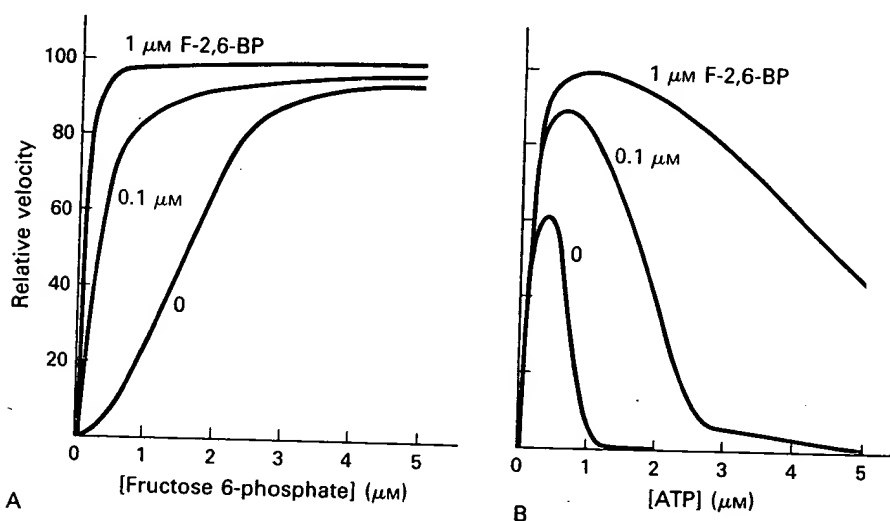 1 μM F-2,6-BP
100
80
60
40
20
0
Relative velocity
0.1 μM
0
0 1 2 3 4 5
[Fructose 6-phosphate] (μM)
A
1 μM F-2,6-BP
0.1 μM
0
0 1 2 3 4 5
[ATP] (μM)
B